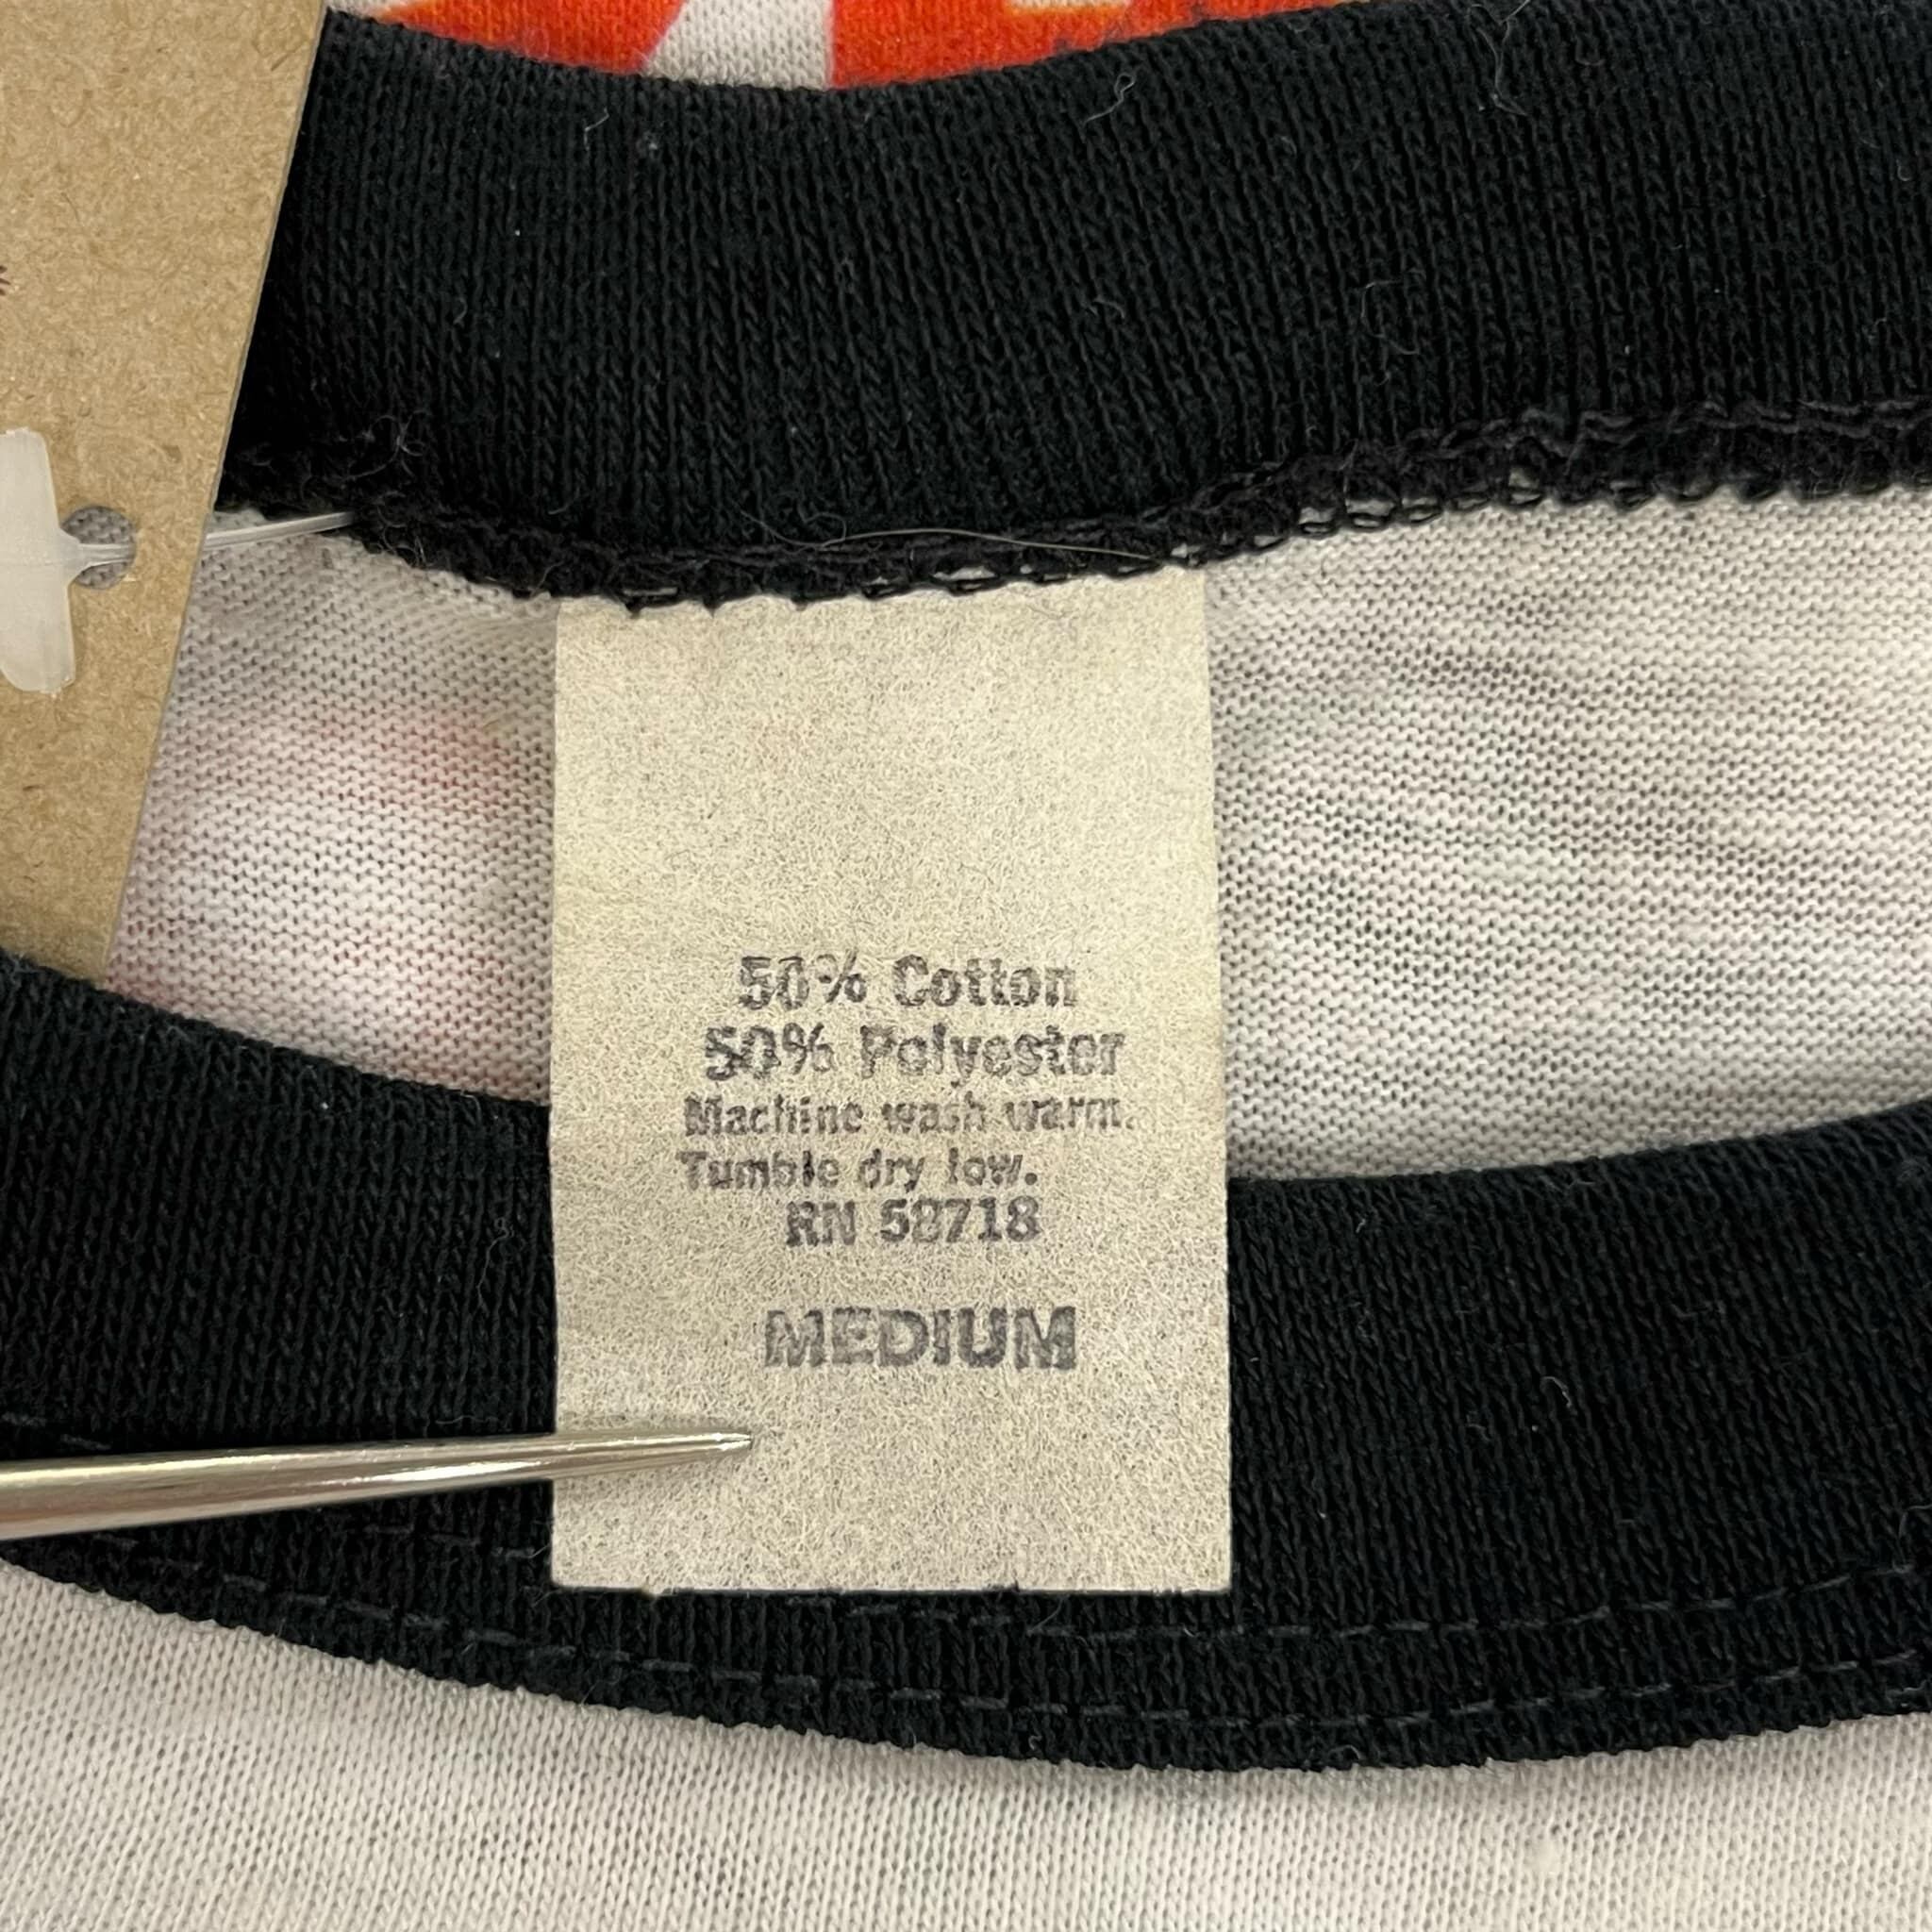 50% Cotton
50% Polyester
Machine wash warm.
Tumble dry low.
RN 58718
MEDIUM